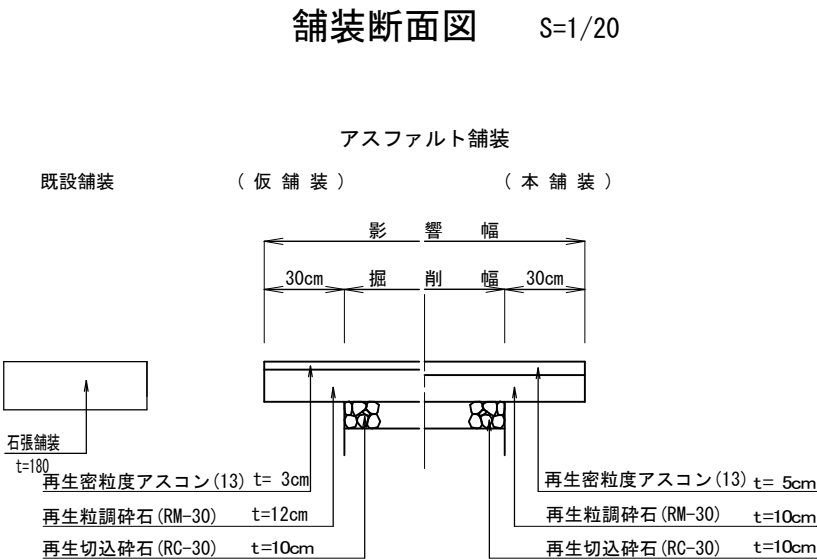 舗装断面図 S=1/20
アスファルト舗装
既設舗装 (仮舗装) (本舗装)
影響幅
30cm 掘削幅 30cm
石張舗装
t=180
再生密粒度アスコン(13) t= 3cm
再生粒調砕石(RM-30) t=12cm
再生切込砕石(RC-30) t=10cm
再生密粒度アスコン(13) t= 5cm
再生粒調砕石(RM-30) t=10cm
再生切込砕石(RC-30) t=10cm